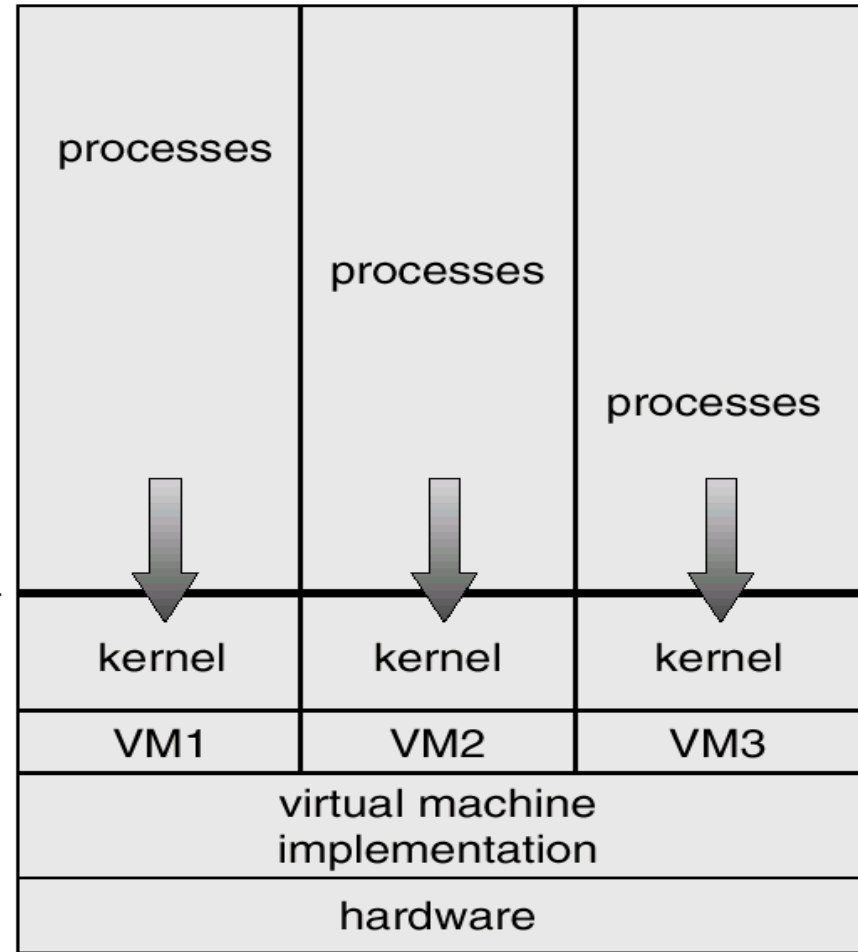 processes
processes
processes
kernel kernel kernel
VM1 VM2 VM3
virtual machine
implementation
hardware